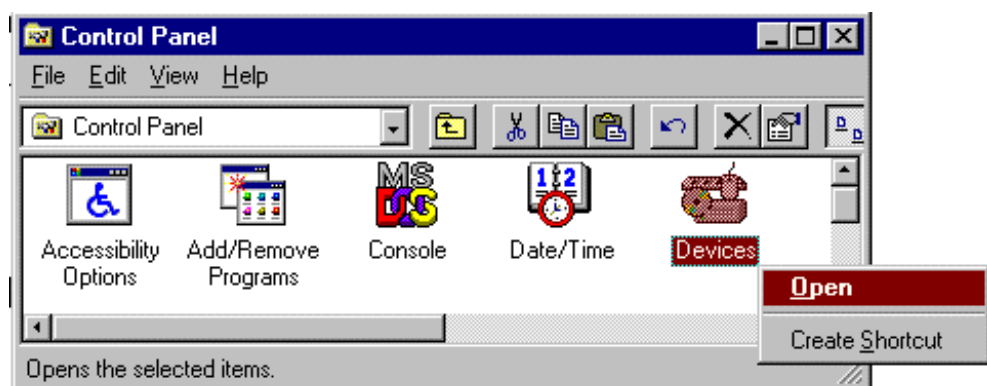 Control Panel
File Edit View Help
Control Panel
MS
DOS
12
Accessibility Options
Add/Remove Programs
Console
Date/Time
Devices
Open
Create Shortcut
Opens the selected items.